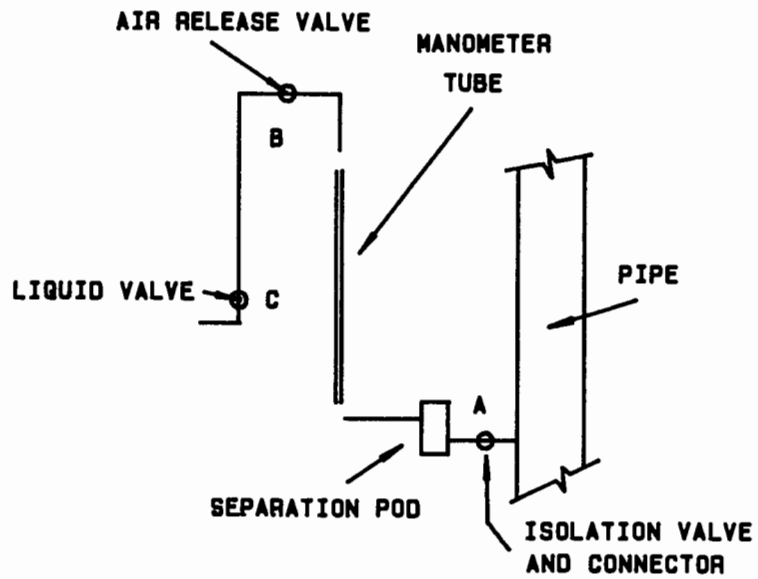 AIR RELEASE VALVE
MANOMETER
TUBE
B
PIPE
LIQUID VALVE
C
A
SEPARATION POD
ISOLATION VALVE
AND CONNECTOR